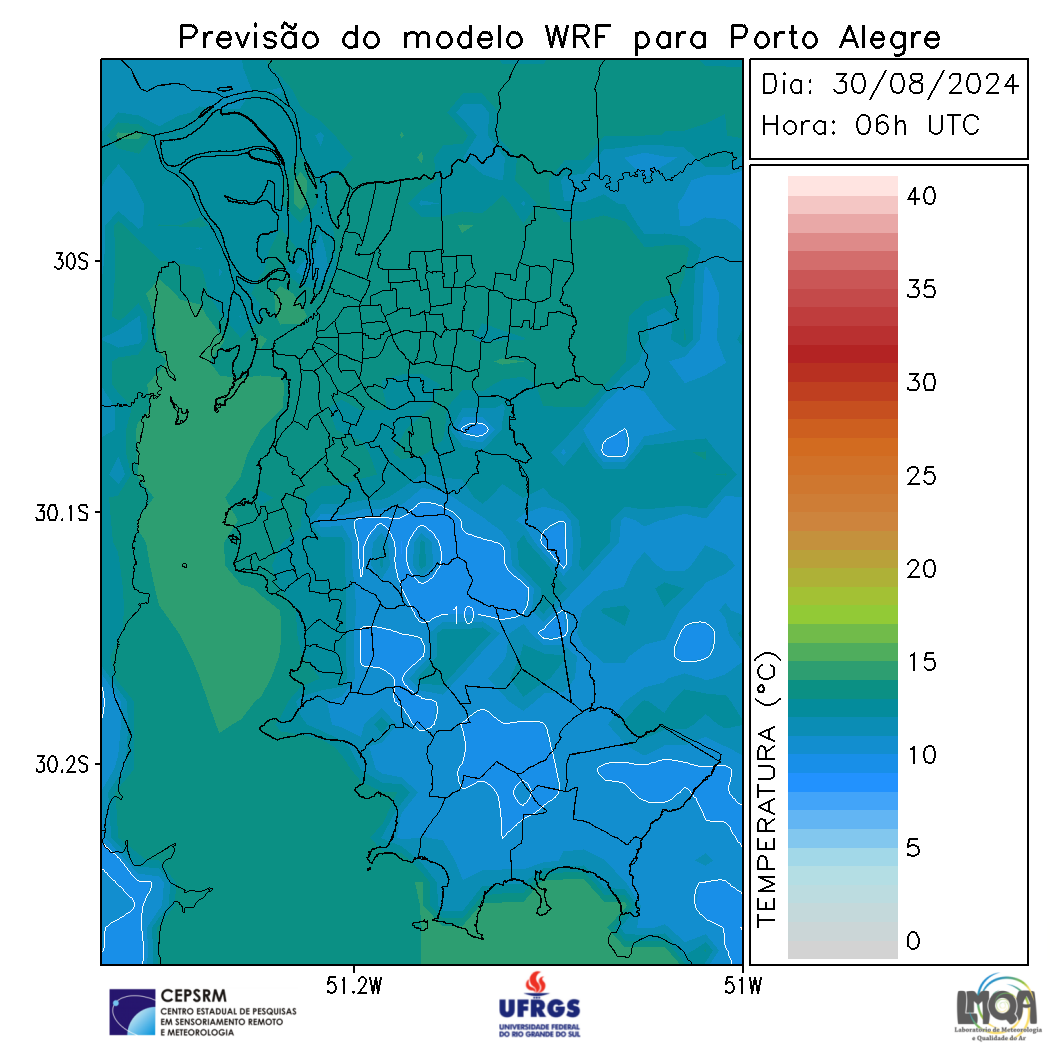 Previsão do modelo WRF para Porto Alegre
Dia: 30/08/2024
Hora: 06h UTC
40
35
30
25
20
15
10
5
0
TEMPERATURA (°C)
30S
30.1S
30.2S
10
51.2W
51W
CEPSRM
CENTRO ESTADUAL DE PESQUISAS
EM SENSORIAMENTO REMOTO
E METEOROLOGIA
UFRGS
UNIVERSIDADE FEDERAL
DO RIO GRANDE DO SUL
LMQA
Laboratório de Meteorologia
e Qualidade do Ar